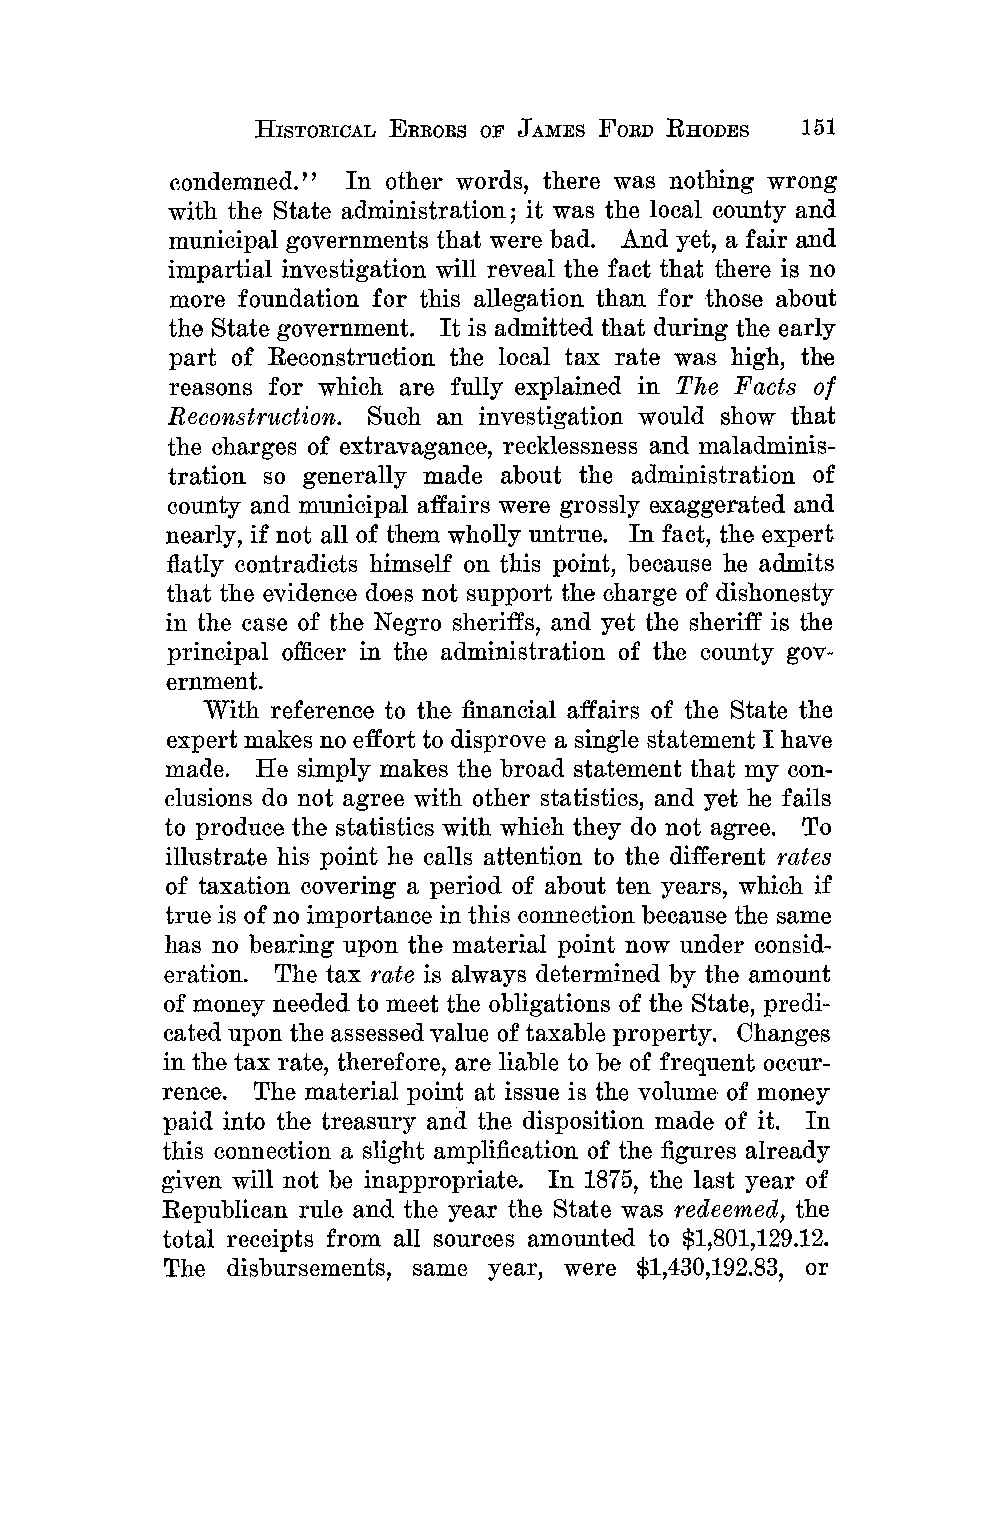 HISTORICAL ERRORS OF JAMES FORD RHODES 151
condemned.'' In other words, there was nothing wrong
with the State administration; it was the local county and
municipal governments that were bad. And yet, a fair and
impartial investigation will reveal the fact that there is no
more foundation for this allegation than for those about
the State government. It is admitted that during the early
part of Reconstruction the local tax rate was high, the
reasons for which are fully explained in The Facts of
Reconstruction. Such an investigation would show that
the charges of extravagance, recklessness and maladminis-
tration so generally made about the administration of
county and municipal affairs were grossly exaggerated and
nearly, if not all of them wholly untrue. In fact, the expert
flatly contradicts himself on this point, because he admits
that the evidence does not support the charge of dishonesty
in the case of the Negro sheriffs, and yet the sheriff is the
principal officer in the administration of the county gov-
ernment.
With reference to the financial affairs of the State the
expert makes no effort to disprove a single statement I have
made. He simply makes the broad statement that my con-
clusions do not agree with other statistics, and yet he fails
to produce the statistics with which they do not agree. To
illustrate his point he calls attention to the different rates
of taxation covering a period of about ten years, which if
true is of no importance in this connection because the same
has no bearing upon the material point now under consid-
eration. The tax rate is always determined by the amount
of money needed to meet the obligations of the State, predi-
cated upon the assessed value of taxable property. Changes
in the tax rate, therefore, are liable to be of frequent occur-
rence. The material point at issue is the volume of money
paid into the treasury and the disposition made of it. In
this connection a slight amplification of the figures already
given will not be inappropriate. In 1875, the last year of
Republican rule and the year the State was redeemed, the
total receipts from all sources amounted to $1,801,129.12.
The disbursements, same year, were $1,430,192.83, or